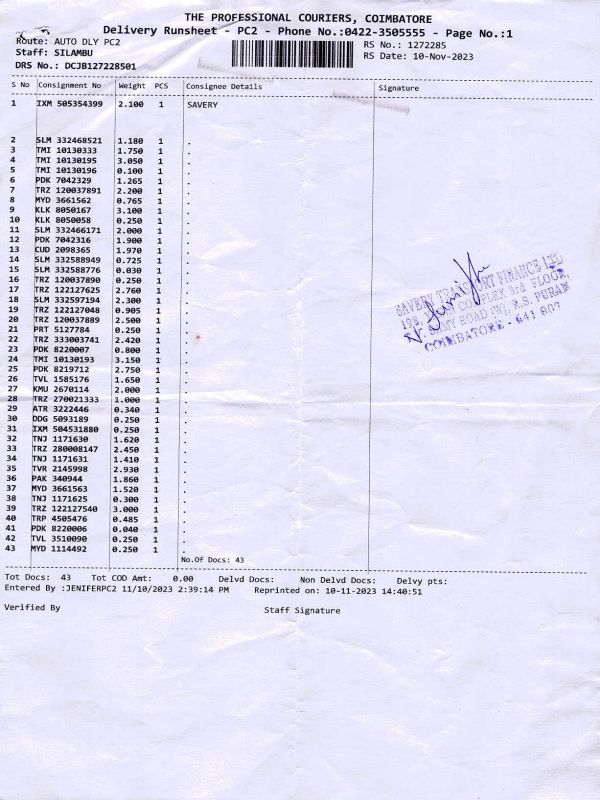 THE PROFESSIONAL COURIERS, COIMBATORE
Delivery Runsheet - PC2 - Phone No.:0422-3505555 - Page No.:1
Route: AUTO DLY PC2
RS No.: 1272285
Staff: SILAMBU
RS Date: 10-Nov-2023
DRS No.: DCJB127228501
S No Consignment No Weight PCS Consignee Details Signature
1 IXM 505354399 2.100 1 SAVERY
2 SLM 332468521 1.180 1 .
3 TMI 10130333 1.750 1 .
4 TMI 10130195 3.050 1 .
5 TMI 10130196 0.100 1 .
6 PDK 7042329 1.265 1 .
7 TRZ 120037891 2.200 1 .
8 MYD 3661562 0.765 1 .
9 KLK 8050167 3.100 1 .
10 KLK 8050058 0.250 1 .
11 SLM 332466171 2.000 1 .
12 PDK 7042316 1.900 1 .
13 CUD 2098365 1.970 1 .
14 SLM 332588949 0.725 1 .
15 SLM 332588776 0.030 1 .
16 TRZ 120037890 0.250 1 .
17 TRZ 122127625 2.760 1 .
18 SLM 332597194 2.300 1 .
19 TRZ 122127048 0.905 1 .
20 TRZ 120037889 2.500 1 .
21 PRT 5127784 0.250 1 .
22 TRZ 333003741 2.420 1 .
23 PDK 8220007 0.800 1 .
24 TMI 10130193 3.150 1 .
25 PDK 8219712 2.750 1 .
26 TVL 1585176 1.650 1 .
27 KMU 2670114 2.000 1 .
28 TRZ 270021333 1.000 1 .
29 ATR 3222446 0.340 1 .
30 DDG 5093189 0.250 1 .
31 IXM 504531880 0.250 1 .
32 TNJ 1171630 1.620 1 .
33 TRZ 280008147 2.450 1 .
34 TNJ 1171631 1.410 1 .
35 TVR 2145998 2.930 1 .
36 PAK 340944 1.860 1 .
37 MYD 3661563 1.520 1 .
38 TNJ 1171625 0.300 1 .
39 TRZ 122127540 3.000 1 .
40 TRP 4505476 0.485 1 .
41 PDK 8220006 0.040 1 .
42 TVL 3510090 0.250 1 .
43 MYD 1114492 0.250 1 .
SAVERY TRANSPORT FINANCE LTD
3rd FLOOR,
ROAD (W), R.S. PURAM
COIMBATORE - 641 002
No.Of Docs: 43
Tot Docs: 43 Tot COD Amt: 0.00 Delvd Docs: Non Delvd Docs: Delvy pts:
Entered By :JENIFERPC2 11/10/2023 2:39:14 PM Reprinted on: 10-11-2023 14:40:51
Verified By Staff Signature